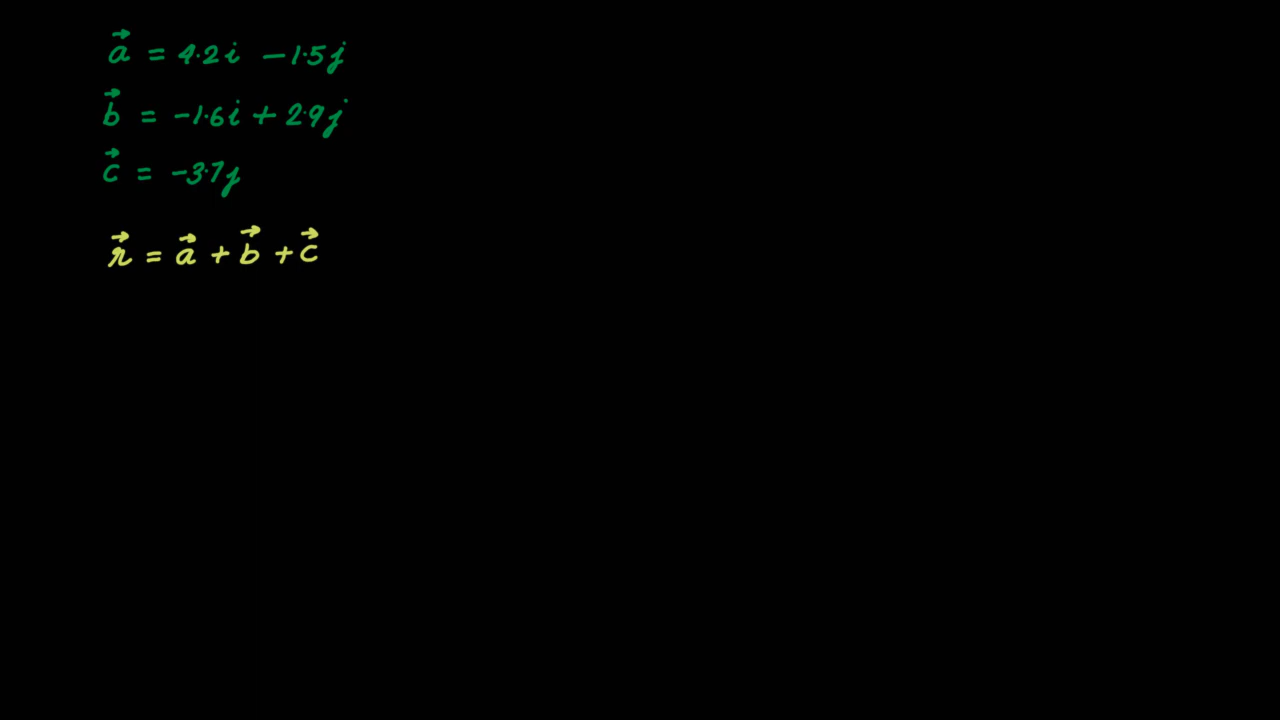 a⃗ = 4.2i − 1.5j
b⃗ = −1.6i + 2.9j
c⃗ = −3.7j
r⃗ = a⃗ + b⃗ + c⃗